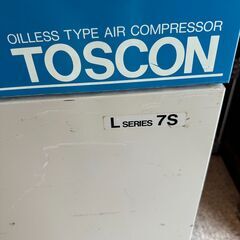 OILLESS TYPE AIR COMPRESSOR
TOSCON
L SERIES 7S